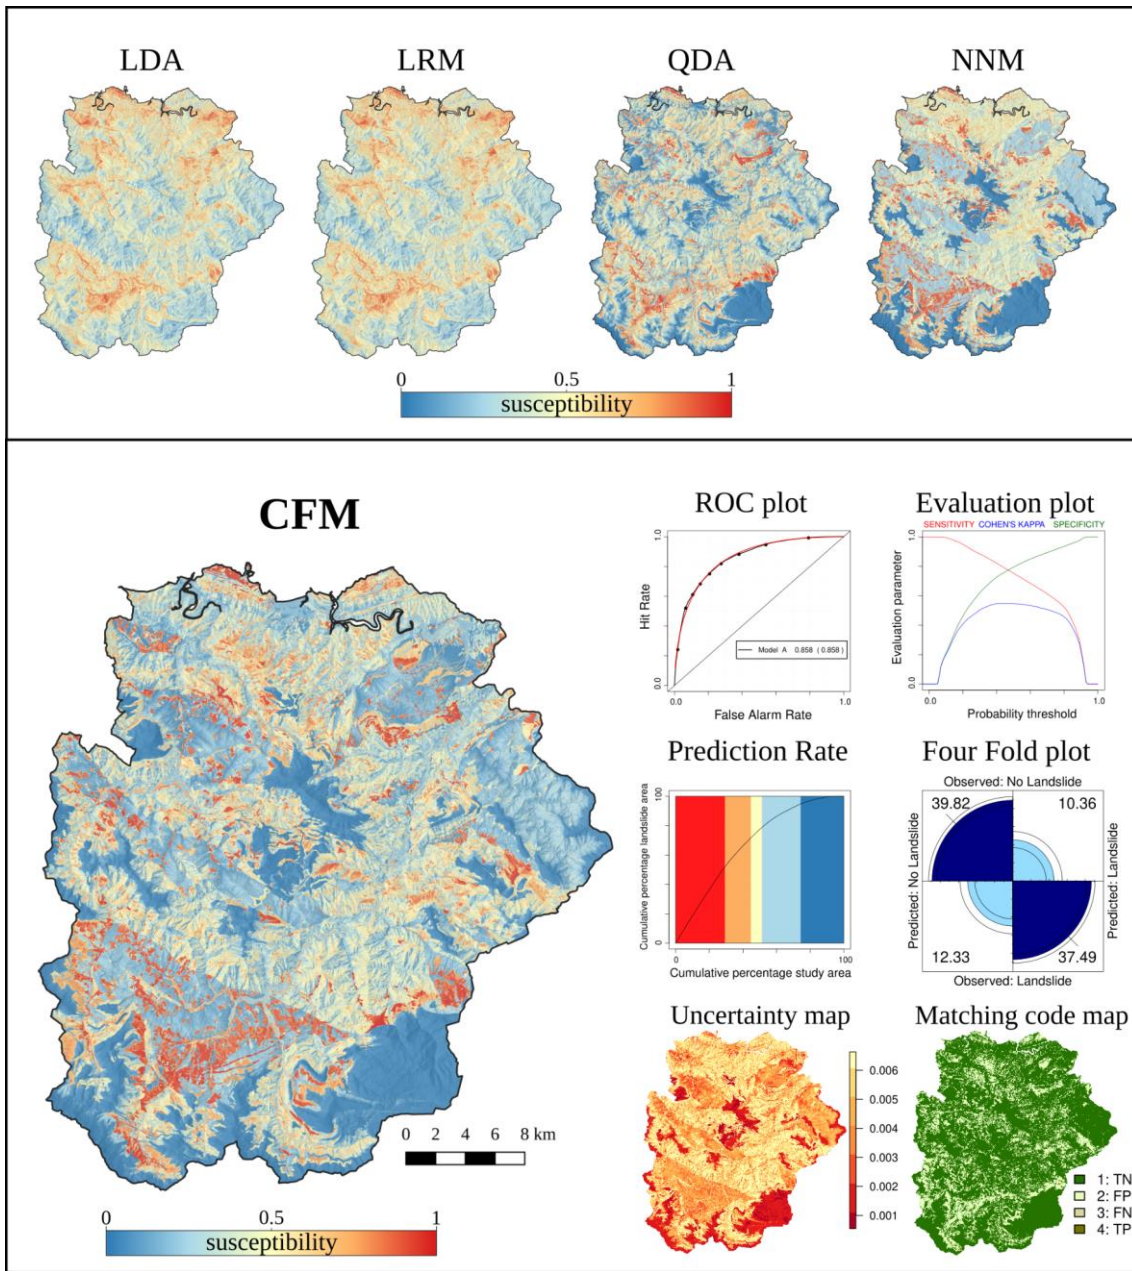 LDA LRM QDA NNM
0 0.5 1
susceptibility
CFM
0 2 4 6 8 km
0 0.5 1
susceptibility
ROC plot
Hit Rate
1.0
0.0
Model A 0.858 ( 0.858 )
0.0 1.0
False Alarm Rate
Evaluation plot
SENSITIVITY COHEN'S KAPPA SPECIFICITY
Evaluation parameter
1.0
0.0
0.0 1.0
Probability threshold
Prediction Rate
Cumulative percentage landslide area
100
0
0 100
Cumulative percentage study area
Four Fold plot
Observed: No Landslide
39.82 10.36
Predicted: No Landslide
Predicted: Landslide
12.33 37.49
Observed: Landslide
Uncertainty map
0.006
0.005
0.004
0.003
0.002
0.001
Matching code map
1: TN
2: FP
3: FN
4: TP